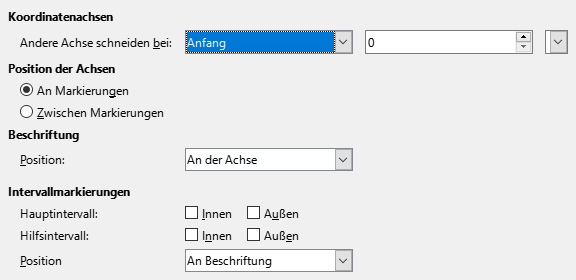 Koordinatenachsen
Andere Achse schneiden bei: Anfang 0
Position der Achsen
An Markierungen
Zwischen Markierungen
Beschriftung
Position: An der Achse
Intervallmarkierungen
Hauptintervall: Innen Außen
Hilfsintervall: Innen Außen
Position An Beschriftung